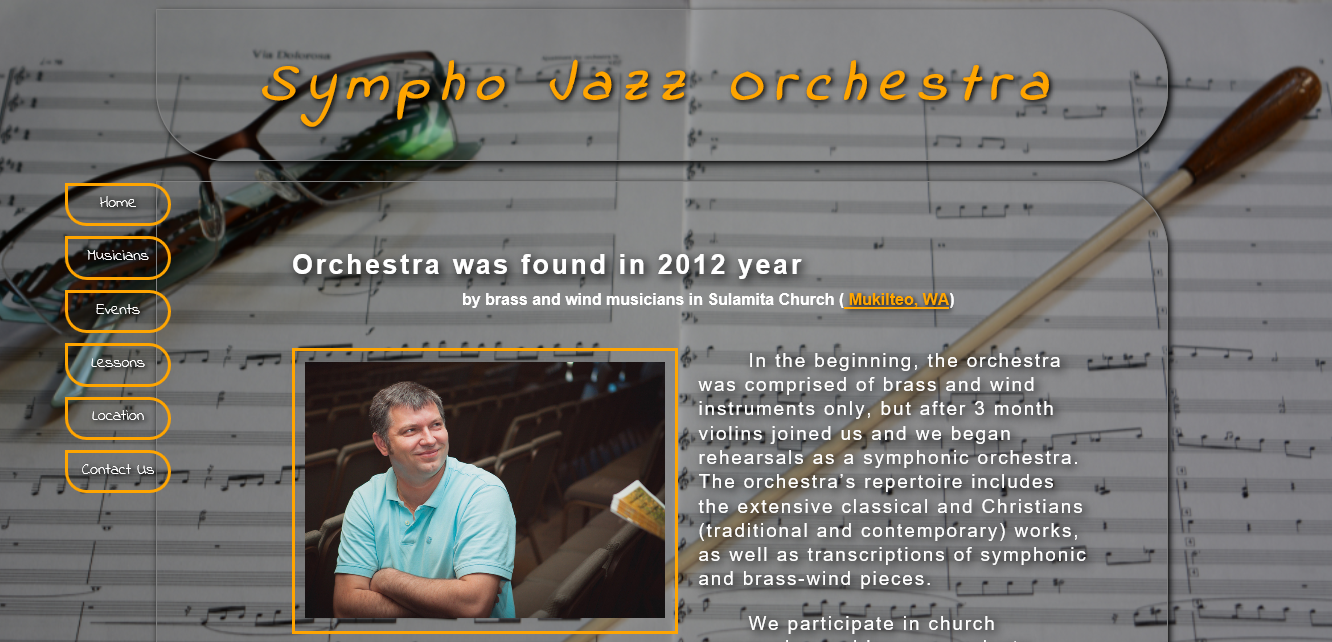 Via Dolorosa
Sympho Jazz Orchestra
Home
Musicians
Events
Lessons
Location
Contact Us
Orchestra was found in 2012 year
by brass and wind musicians in Sulamita Church ( Mukilteo, WA)
In the beginning, the orchestra
was comprised of brass and wind
instruments only, but after 3 month
violins joined us and we began
rehearsals as a symphonic orchestra.
The orchestra's repertoire includes
the extensive classical and Christians
(traditional and contemporary) works,
as well as transcriptions of symphonic
and brass-wind pieces.
We participate in church